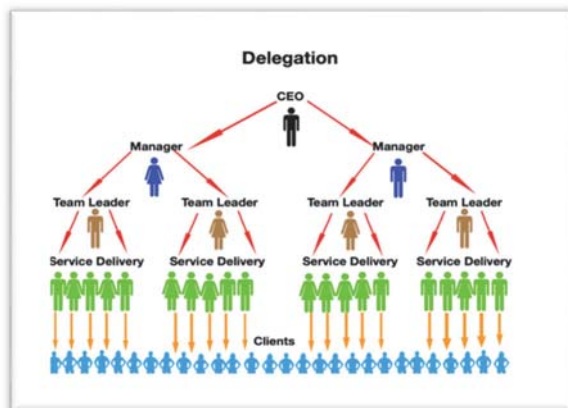 Delegation
CEO
Manager Manager
Team Leader Team Leader Team Leader Team Leader
Service Delivery Service Delivery Service Delivery Service Delivery
Clients